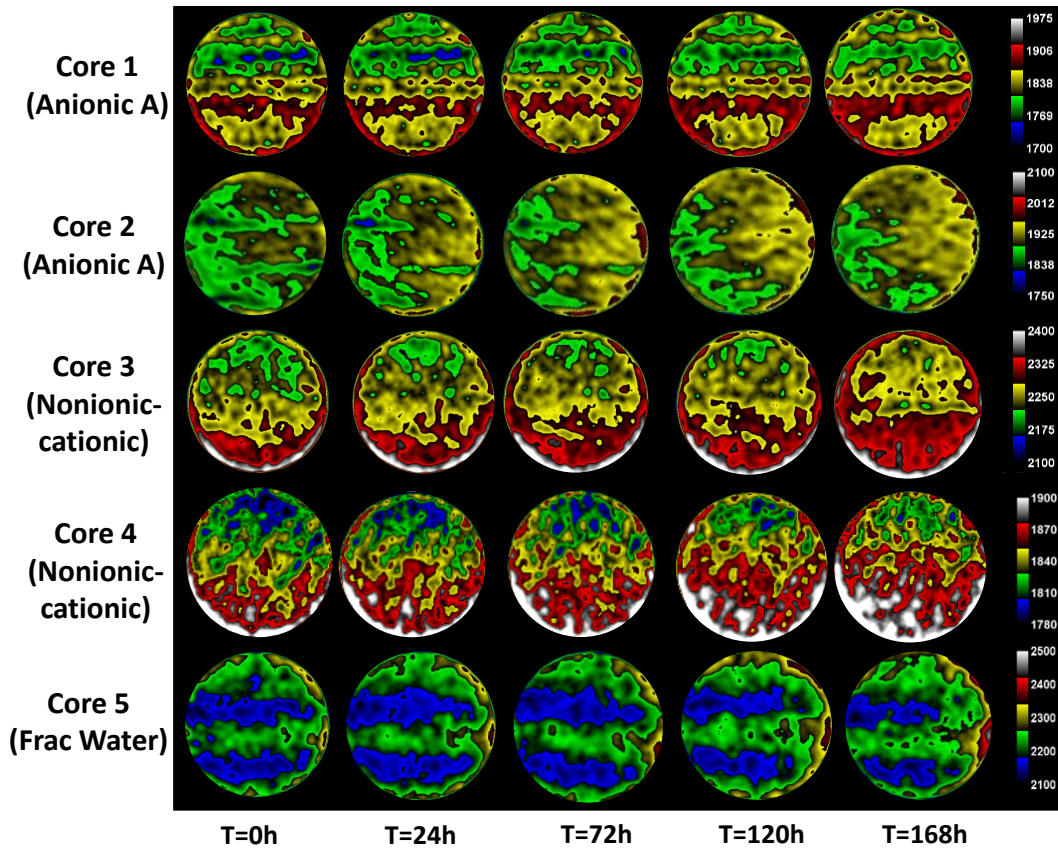 Core 1
(Anionic A)
1975
1906
1838
1769
1700
Core 2
(Anionic A)
2100
2012
1925
1838
1750
Core 3
(Nonionic-
cationic)
2400
2325
2250
2175
2100
Core 4
(Nonionic-
cationic)
1900
1870
1840
1810
1780
Core 5
(Frac Water)
2500
2400
2300
2200
2100
T=0h T=24h T=72h T=120h T=168h